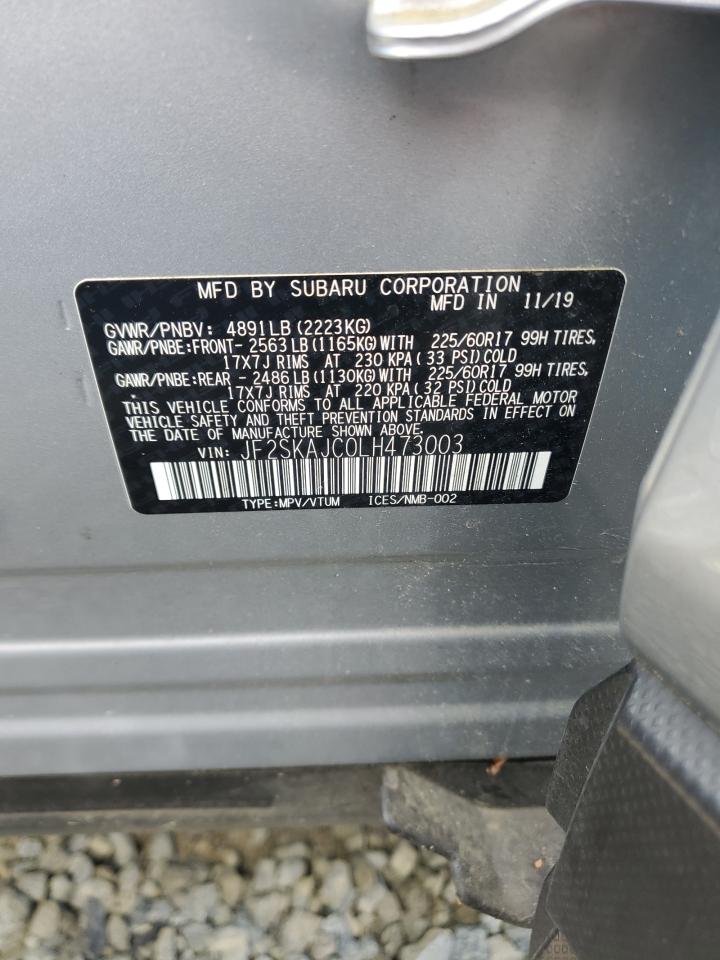 MFD BY SUBARU CORPORATION
MFD IN 11/19
GVWR/PNBV: 4891LB (2223KG)
GAWR/PNBE:FRONT- 2563LB (1165KG)WITH 225/60R17 99H TIRES,
17X7J RIMS AT 230 KPA (33 PSI)COLD
GAWR/PNBE:REAR - 2486LB (1130KG)WITH 225/60R17 99H TIRES,
17X7J RIMS AT 220 KPA (32 PSI)COLD
THIS VEHICLE CONFORMS TO ALL APPLICABLE FEDERAL MOTOR
VEHICLE SAFETY AND THEFT PREVENTION STANDARDS IN EFFECT ON
THE DATE OF MANUFACTURE SHOWN ABOVE.
VIN: JF2SKAJC0LH473003
TYPE:MPV/VTUM ICES/NMB-002